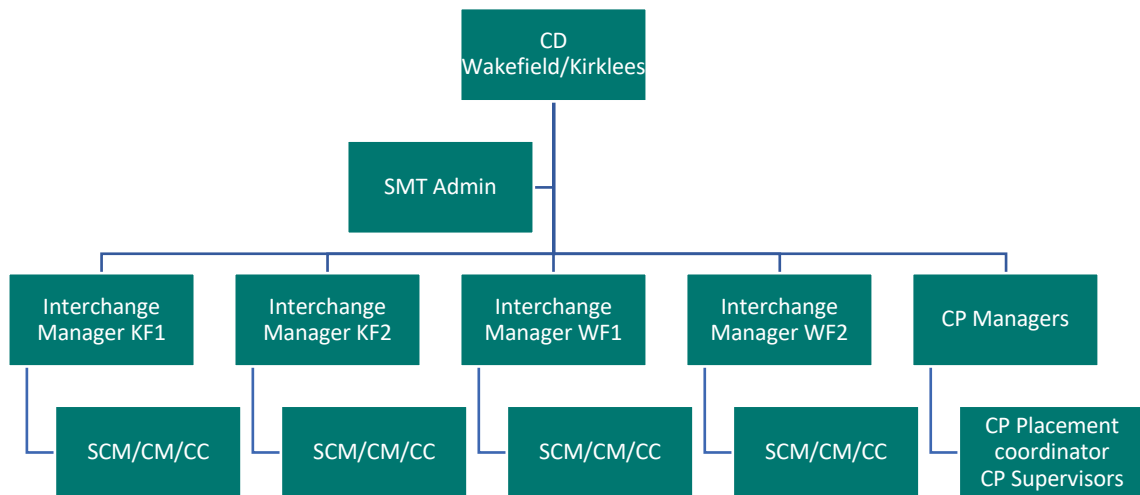 CD
Wakefield/Kirklees
SMT Admin
Interchange
Manager KF1
Interchange
Manager KF2
Interchange
Manager WF1
Interchange
Manager WF2
CP Managers
SCM/CM/CC
SCM/CM/CC
SCM/CM/CC
SCM/CM/CC
CP Placement
coordinator
CP Supervisors